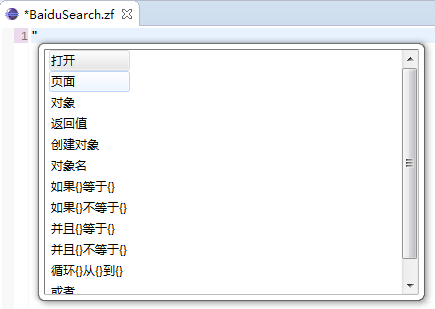 *BaiduSearch.zf
1 "
打开
页面
对象
返回值
创建对象
对象名
如果{}等于{}
如果{}不等于{}
并且{}等于{}
并且{}不等于{}
循环{}从{}到{}
或者